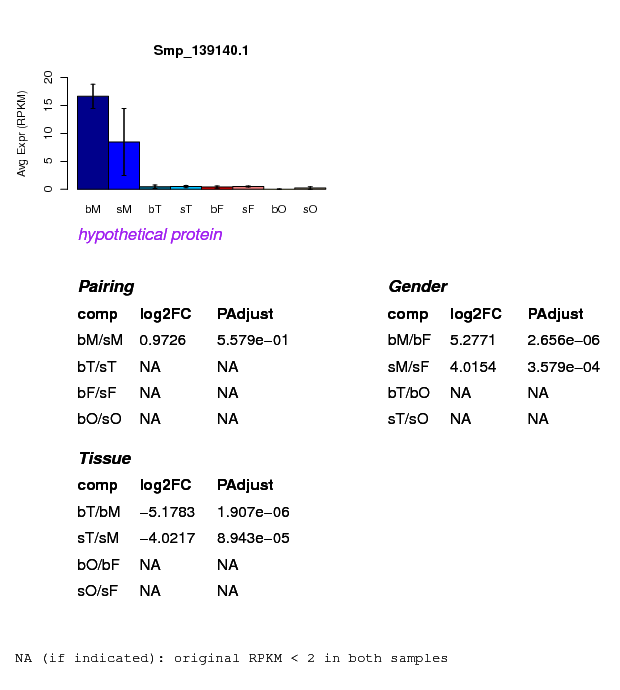 Smp_139140.1
Avg Expr (RPKM)
20
15
10
5
0
bM sM bT sT bF sF bO sO
hypothetical protein
Pairing
comp log2FC PAdjust
bM/sM 0.9726 5.579e−01
bT/sT NA NA
bF/sF NA NA
bO/sO NA NA
Gender
comp log2FC PAdjust
bM/bF 5.2771 2.656e−06
sM/sF 4.0154 3.579e−04
bT/bO NA NA
sT/sO NA NA
Tissue
comp log2FC PAdjust
bT/bM −5.1783 1.907e−06
sT/sM −4.0217 8.943e−05
bO/bF NA NA
sO/sF NA NA
NA (if indicated): original RPKM < 2 in both samples